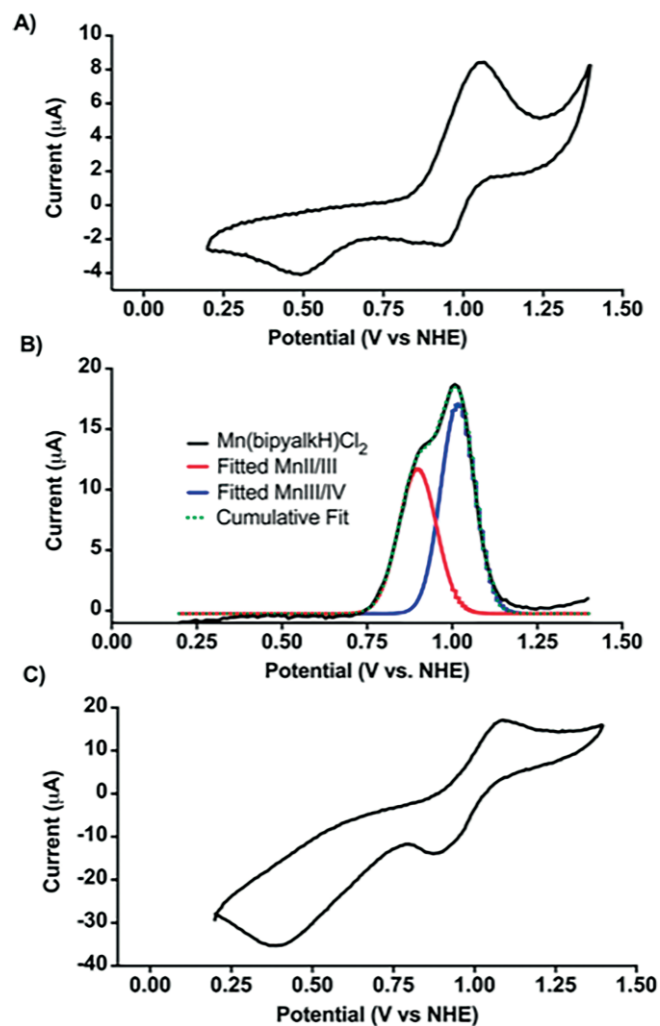 A)
10
8
6
4
2
0
-2
-4
Current (μA)
0.00 0.25 0.50 0.75 1.00 1.25 1.50
Potential (V vs NHE)
B)
20
15
10
5
0
Current (μA)
Mn(bipyalkH)Cl₂
Fitted MnII/III
Fitted MnIII/IV
Cumulative Fit
0.00 0.25 0.50 0.75 1.00 1.25 1.50
Potential (V vs. NHE)
C)
20
10
0
-10
-20
-30
-40
Current (μA)
0.00 0.25 0.50 0.75 1.00 1.25 1.50
Potential (V vs NHE)